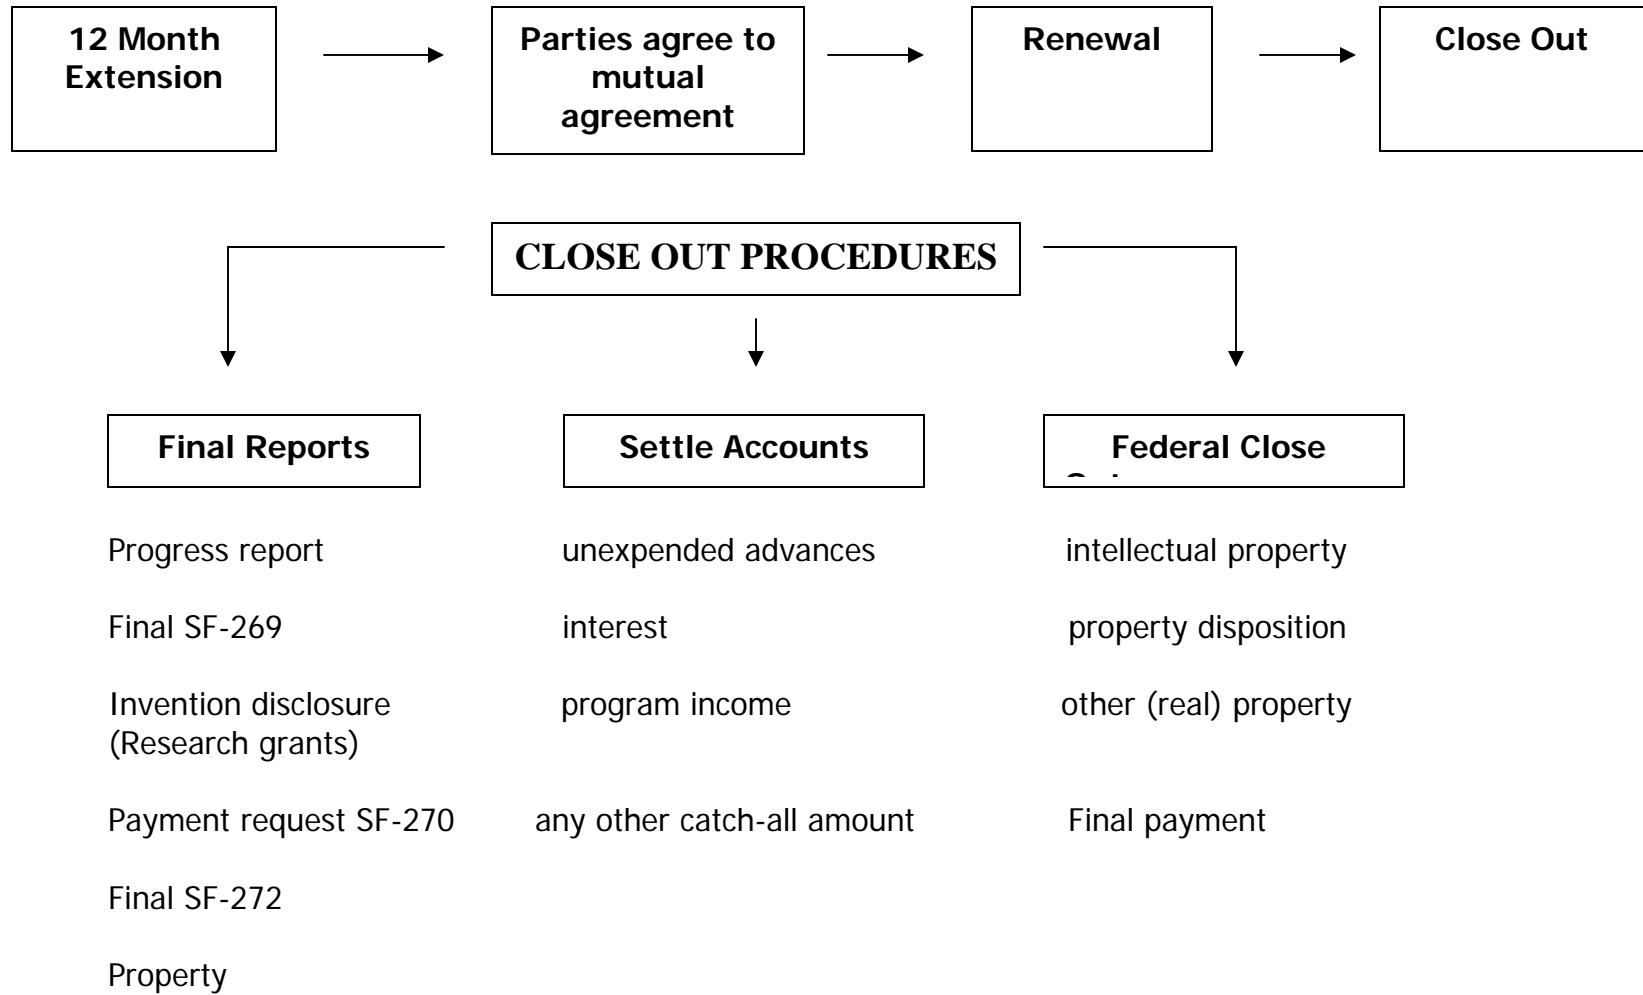 12 Month
Extension
Parties agree to
mutual
agreement
Renewal
Close Out
CLOSE OUT PROCEDURES
Final Reports
Settle Accounts
Federal Close
Progress report
unexpended advances
intellectual property
Final SF-269
interest
property disposition
Invention disclosure
(Research grants)
program income
other (real) property
Payment request SF-270
any other catch-all amount
Final payment
Final SF-272
Property